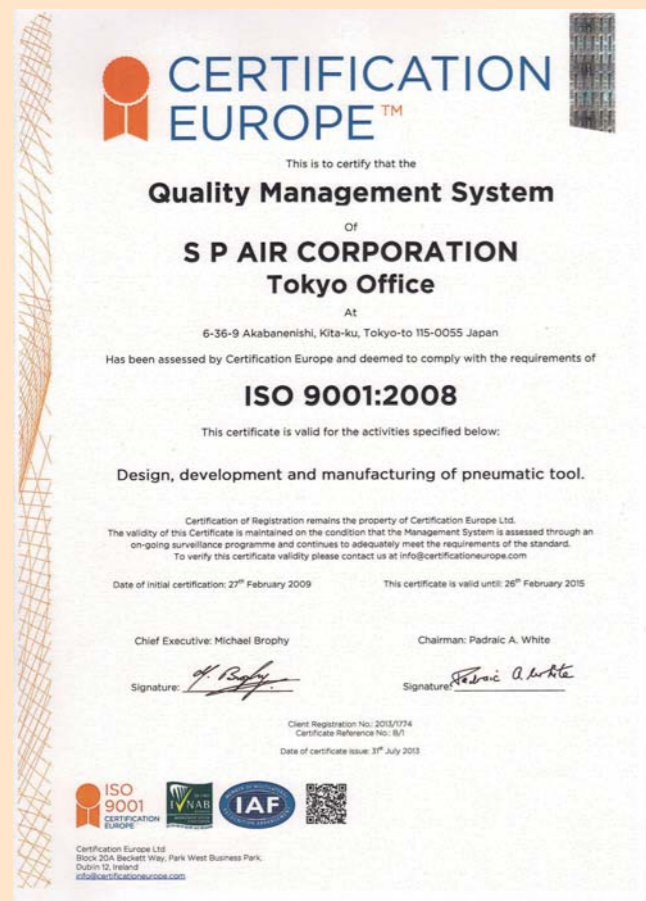 CERTIFICATION
EUROPE™
This is to certify that the
Quality Management System
Of
S P AIR CORPORATION
Tokyo Office
At
6-36-9 Akabanenishi, Kita-ku, Tokyo-to 115-0055 Japan
Has been assessed by Certification Europe and deemed to comply with the requirements of
ISO 9001:2008
This certificate is valid for the activities specified below:
Design, development and manufacturing of pneumatic tool.
Certification of Registration remains the property of Certification Europe Ltd.
The validity of this Certificate is maintained on the condition that the Management System is assessed through an
on-going surveillance programme and continues to adequately meet the requirements of the standard.
To verify this certificate validity please contact us at info@certificationeurope.com
Date of initial certification: 27th February 2009
This certificate is valid until: 26th February 2015
Chief Executive: Michael Brophy
Chairman: Padraic A. White
Signature: M. Brophy
Signature: Padraic A. White
Client Registration No.: 2013/1774
Certificate Reference No.: B/1
Date of certificate issue: 31st July 2013
ISO
9001
CERTIFICATION
EUROPE
NAB
IAF
Certification Europe Ltd
Block 20A Beckett Way, Park West Business Park,
Dublin 12, Ireland
info@certificationeurope.com